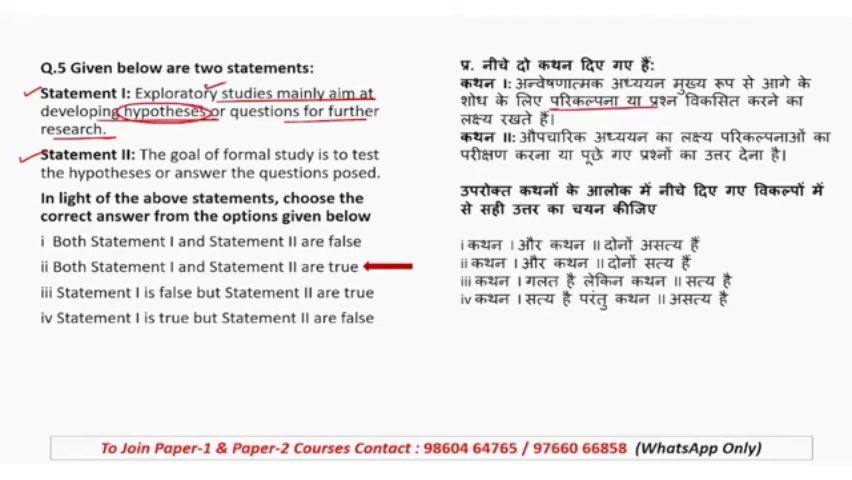 Q.5 Given below are two statements:
Statement I: Exploratory studies mainly aim at
developing hypotheses or questions for further
research.
Statement II: The goal of formal study is to test
the hypotheses or answer the questions posed.
In light of the above statements, choose the
correct answer from the options given below
i Both Statement I and Statement II are false
ii Both Statement I and Statement II are true
iii Statement I is false but Statement II are true
iv Statement I is true but Statement II are false
प्र. नीचे दो कथन दिए गए हैं:
कथन I: अन्वेषणात्मक अध्ययन मुख्य रूप से आगे के
शोध के लिए परिकल्पना या प्रश्न विकसित करने का
लक्ष्य रखते हैं।
कथन II: औपचारिक अध्ययन का लक्ष्य परिकल्पनाओं का
परीक्षण करना या पूछे गए प्रश्नों का उत्तर देना है।
उपरोक्त कथनों के आलोक में नीचे दिए गए विकल्पों में
से सही उत्तर का चयन कीजिए
i कथन I और कथन II दोनों असत्य हैं
ii कथन I और कथन II दोनों सत्य हैं
iii कथन I गलत है लेकिन कथन II सत्य है
iv कथन I सत्य है परंतु कथन II असत्य है
To Join Paper-1 & Paper-2 Courses Contact : 98604 64765 / 97660 66858 (WhatsApp Only)